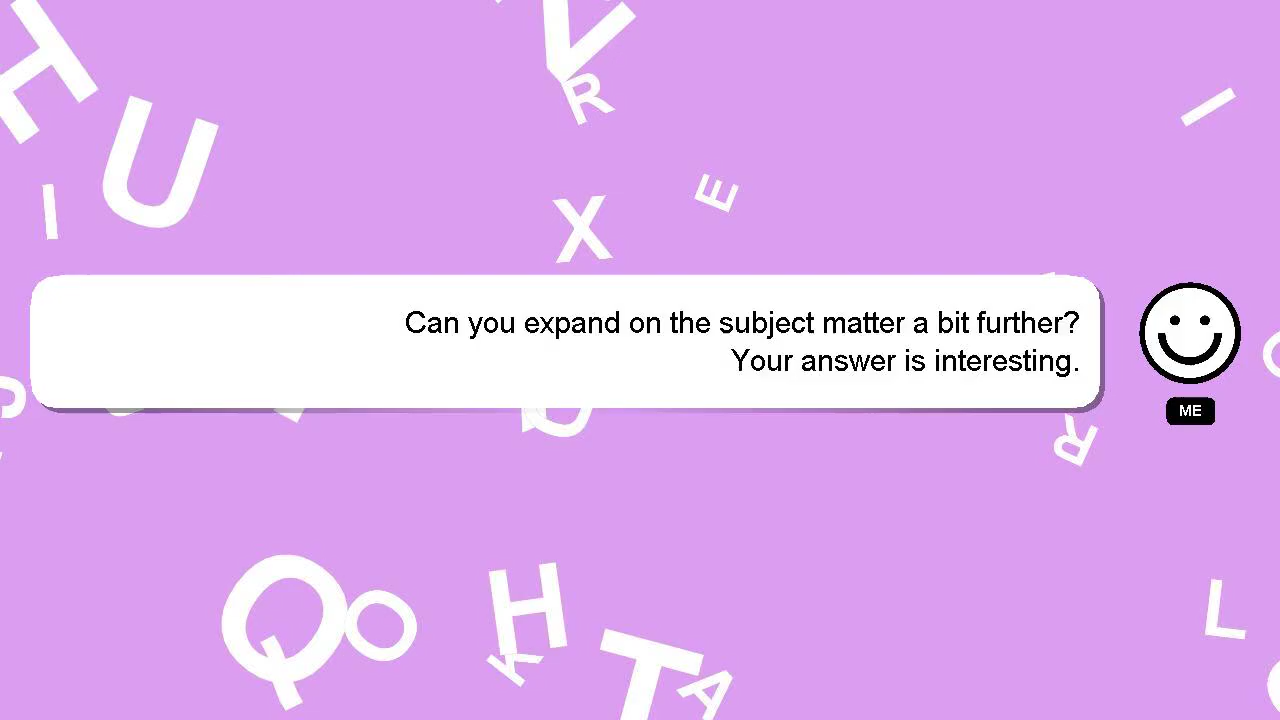 H
U
I
V
R
E
X
I
Can you expand on the subject matter a bit further?
Your answer is interesting.
ME
R
Q
O
H
K
T
A
L